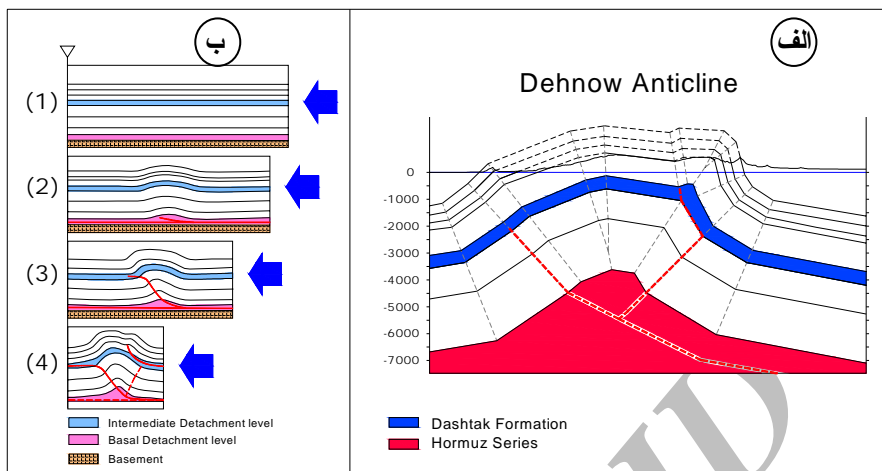 ب
(1)
(2)
(3)
(4)
Intermediate Detachment level
Basal Detachment level
Basement
الف
Dehnow Anticline
0
-1000
-2000
-3000
-4000
-5000
-6000
-7000
Dashtak Formation
Hormuz Series